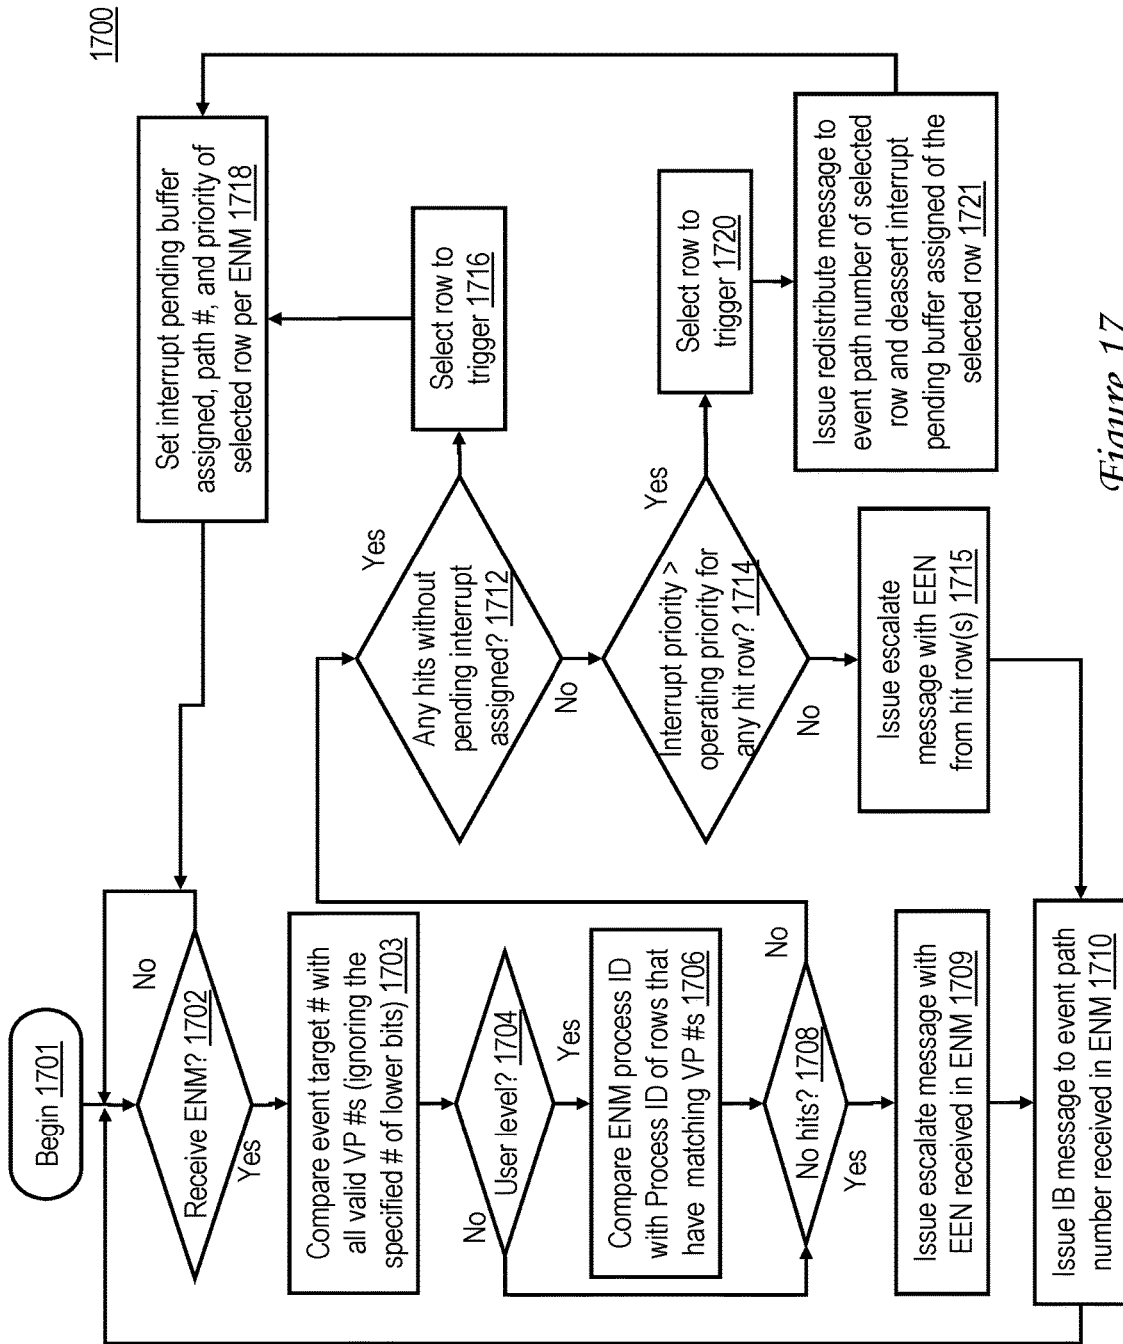 1700
Begin 1701
Receive ENM? 1702
No
Yes
Compare event target # with
all valid VP #s (ignoring the
specified # of lower bits) 1703
User level? 1704
No
Yes
Compare ENM process ID
with Process ID of rows that
have matching VP #s 1706
No hits? 1708
No
Yes
Issue escalate message with
EEN received in ENM 1709
Issue IB message to event path
number received in ENM 1710
Any hits without
pending interrupt
assigned? 1712
Yes
No
Interrupt priority >
operating priority for
any hit row? 1714
Yes
No
Issue escalate
message with EEN
from hit row(s) 1715
Select row to
trigger 1716
Set interrupt pending buffer
assigned, path #, and priority of
selected row per ENM 1718
Select row to
trigger 1720
Issue redistribute message to
event path number of selected
row and deassert interrupt
pending buffer assigned of the
selected row 1721
Figure 17